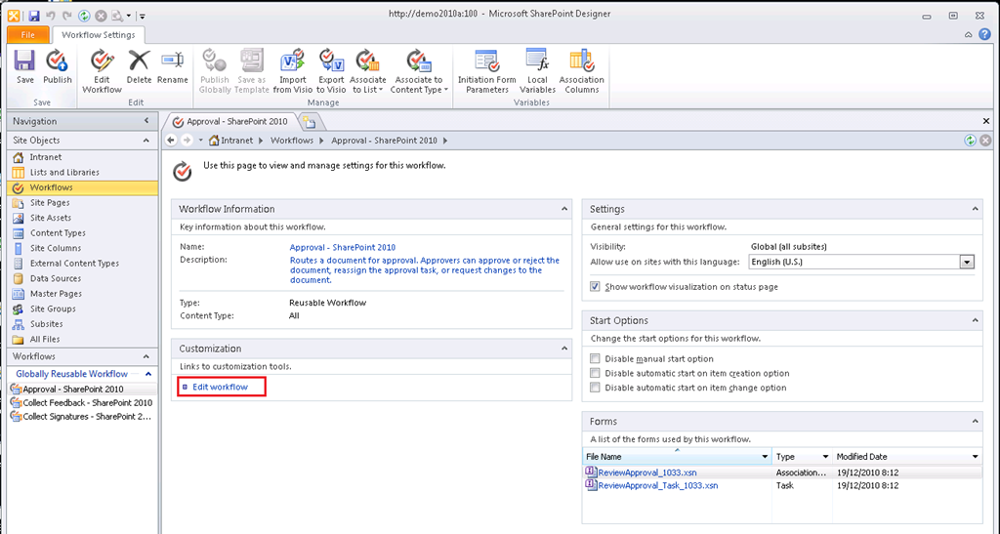 http://demo2010a:100 - Microsoft SharePoint Designer
File
Workflow Settings
Save
Publish
Edit Workflow
Delete
Rename
Publish Globally
Save as Template
Import from Visio
Export to Visio
Associate to List
Associate to Content Type
Initiation Form Parameters
Local Variables
Association Columns
Save
Edit
Manage
Variables
Navigation
Site Objects
Intranet
Lists and Libraries
Workflows
Site Pages
Site Assets
Content Types
Site Columns
External Content Types
Data Sources
Master Pages
Site Groups
Subsites
All Files
Workflows
Globally Reusable Workflow
Approval - SharePoint 2010
Collect Feedback - SharePoint 2010
Collect Signatures - SharePoint 2...
Approval - SharePoint 2010
Intranet Workflows Approval - SharePoint 2010
Use this page to view and manage settings for this workflow.
Workflow Information
Key information about this workflow.
Name: Approval - SharePoint 2010
Description: Routes a document for approval. Approvers can approve or reject the
document, reassign the approval task, or request changes to the
document.
Type: Reusable Workflow
Content Type: All
Customization
Links to customization tools.
Edit workflow
Settings
General settings for this workflow.
Visibility: Global (all subsites)
Allow use on sites with this language: English (U.S.)
Show workflow visualization on status page
Start Options
Change the start options for this workflow.
Disable manual start option
Disable automatic start on item creation option
Disable automatic start on item change option
Forms
A list of the forms used by this workflow.
File Name Type Modified Date
ReviewApproval_1033.xsn Association... 19/12/2010 8:12
ReviewApproval_Task_1033.xsn Task 19/12/2010 8:12